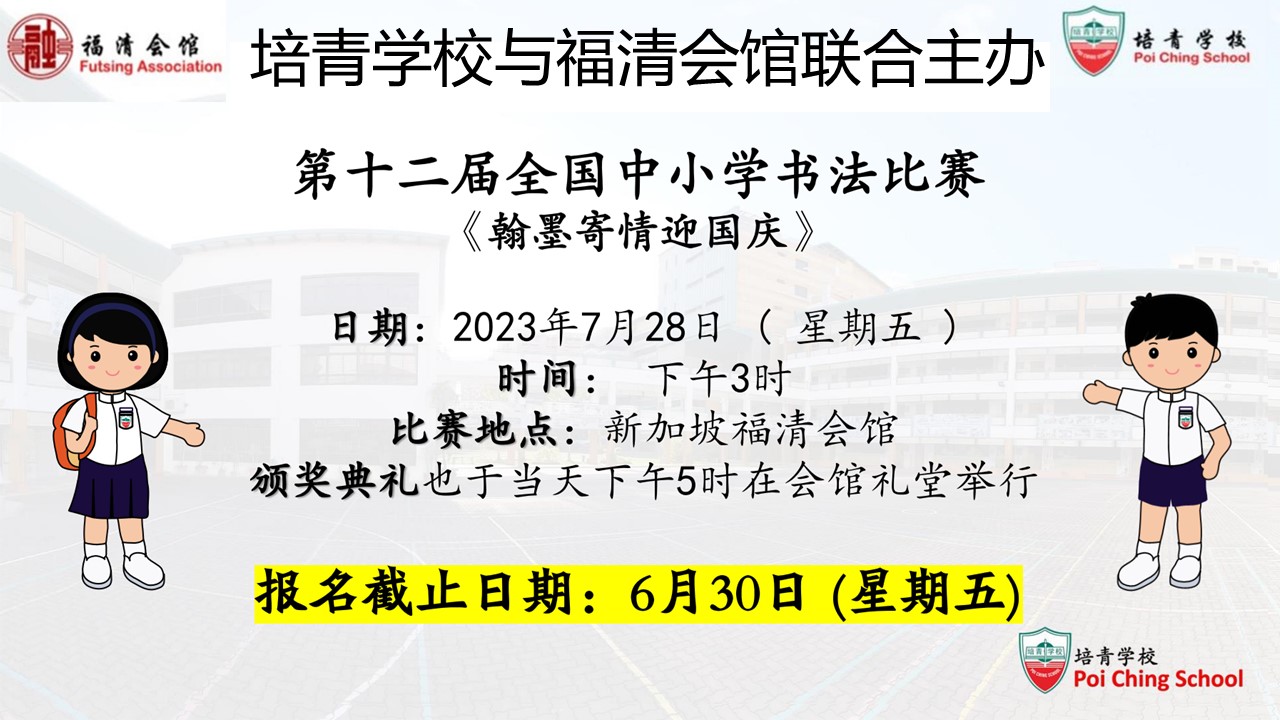 福清会馆
Futsing Association
培青学校与福清会馆联合主办
培青学校
Poi Ching School
第十二届全国中小学书法比赛
《翰墨寄情迎国庆》
日期：2023年7月28日（ 星期五 ）
时间： 下午3时
比赛地点：新加坡福清会馆
颁奖典礼也于当天下午5时在会馆礼堂举行
报名截止日期：6月30日 (星期五)
培青学校
Poi Ching School